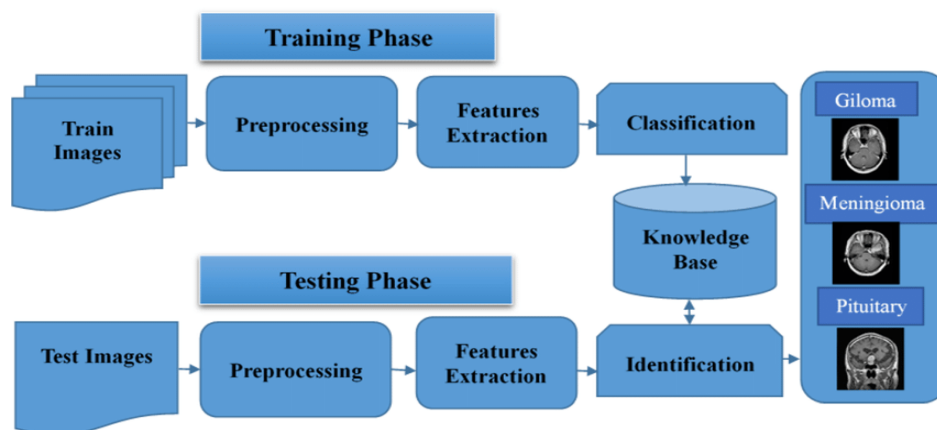 Training Phase
Train
Images
Preprocessing
Features
Extraction
Classification
Knowledge
Base
Testing Phase
Test Images
Preprocessing
Features
Extraction
Identification
Giloma
Meningioma
Pituitary